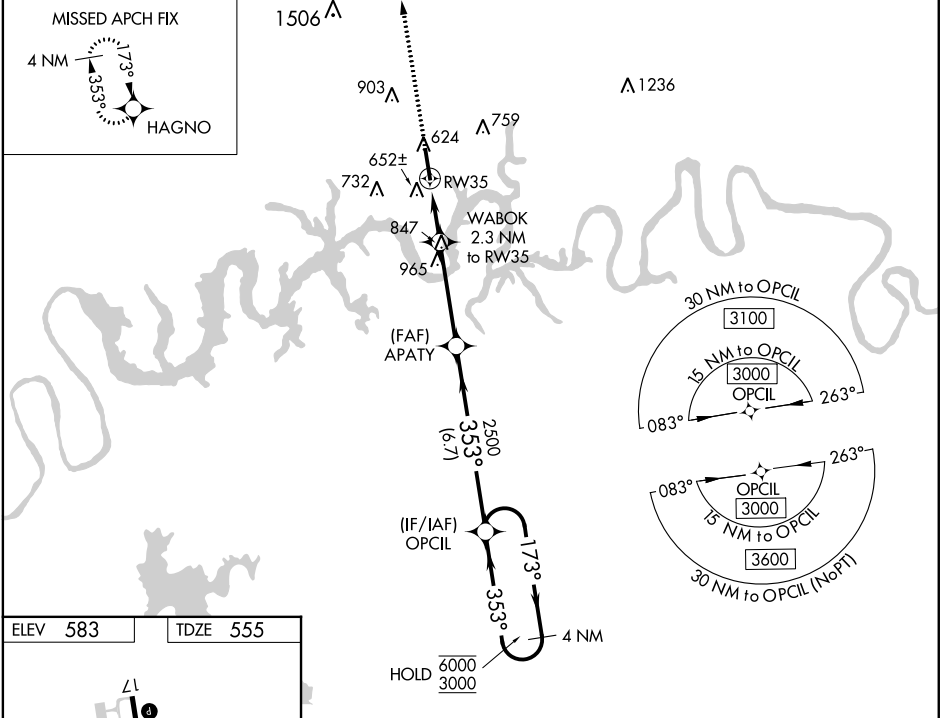 MISSED APCH FIX
4 NM
173°
353°
HAGNO
1506
903
1236
759
624
652±
RW35
732
WABOK
2.3 NM
to RW35
847
965
(FAF)
APATY
2500
353°
(6.7)
(IF/IAF)
OPCIL
173°
353°
4 NM
HOLD
6000
3000
30 NM to OPCIL
3100
15 NM to OPCIL
3000
OPCIL
083°
263°
083°
263°
OPCIL
3000
15 NM to OPCIL
3600
30 NM to OPCIL (NoPT)
ELEV 583
TDZE 555
17
P